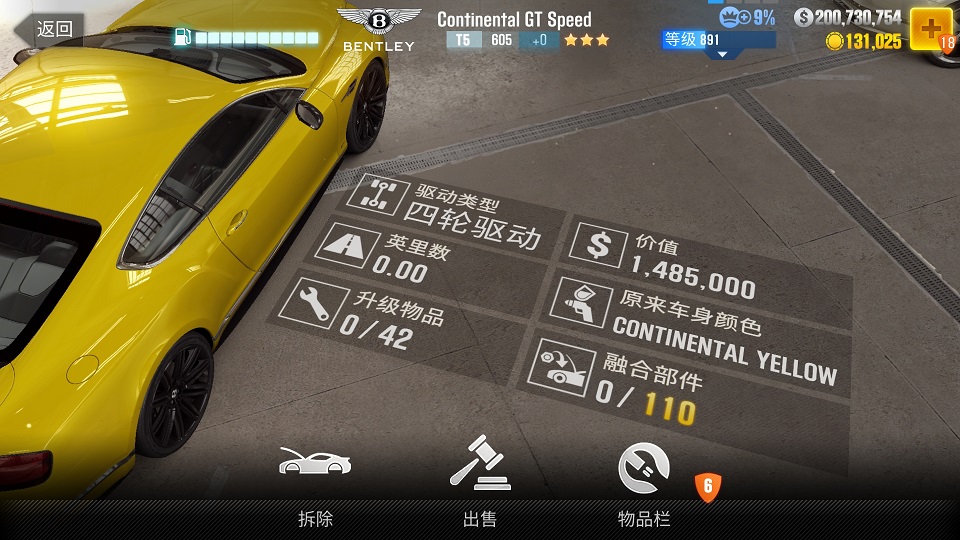 返回
BENTLEY
Continental GT Speed
T5 605 +0
等级 891
9%
200,730,754
131,025
18
驱动类型
四轮驱动
英里数
0.00
升级物品
0/42
价值
1,485,000
原来车身颜色
CONTINENTAL YELLOW
融合部件
0/110
拆除
出售
物品栏
6